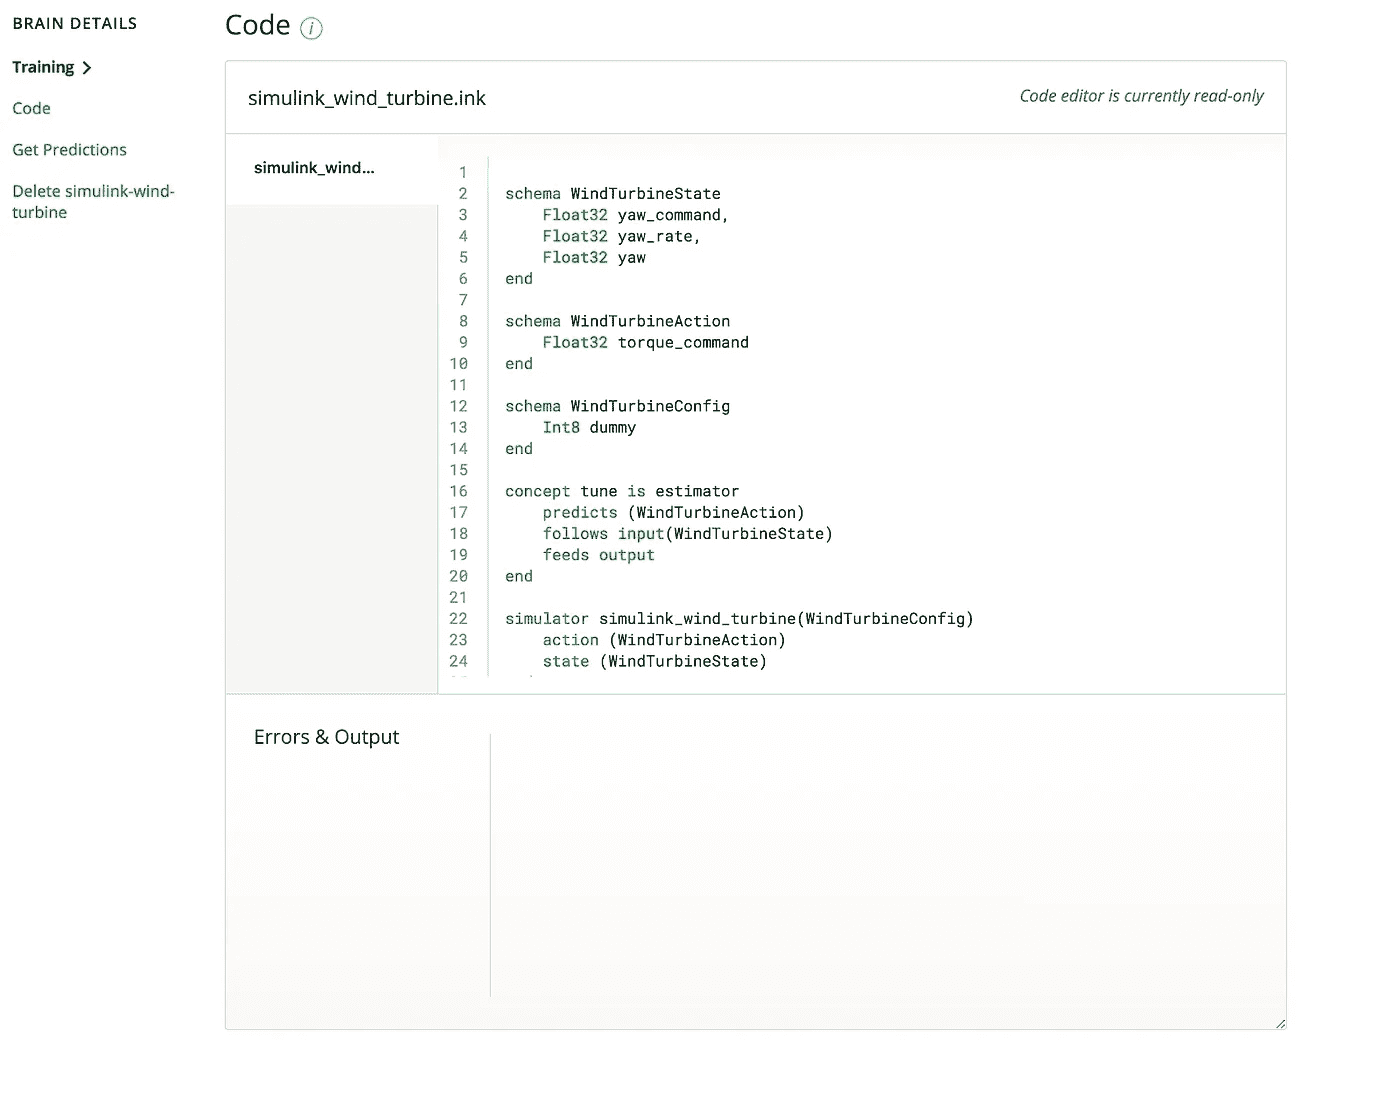 BRAIN DETAILS
Training
Code
Get Predictions
Delete simulink-wind-
turbine
Code i
simulink_wind_turbine.ink
Code editor is currently read-only
simulink_wind...
1
2 schema WindTurbineState
3 Float32 yaw_command,
4 Float32 yaw_rate,
5 Float32 yaw
6 end
7
8 schema WindTurbineAction
9 Float32 torque_command
10 end
11
12 schema WindTurbineConfig
13 Int8 dummy
14 end
15
16 concept tune is estimator
17 predicts (WindTurbineAction)
18 follows input(WindTurbineState)
19 feeds output
20 end
21
22 simulator simulink_wind_turbine(WindTurbineConfig)
23 action (WindTurbineAction)
24 state (WindTurbineState)
Errors & Output